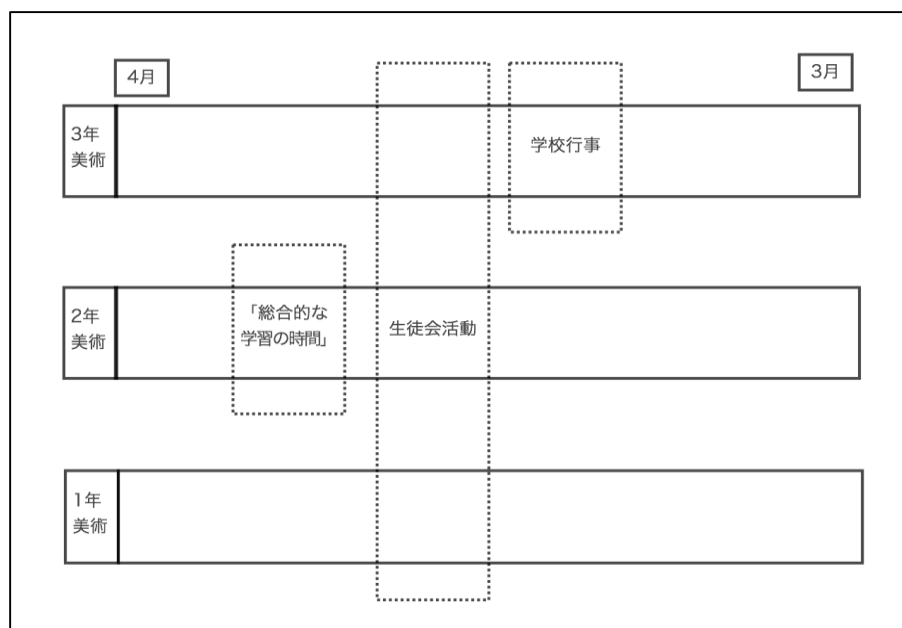 4月
3月
3年
美術
学校行事
2年
美術
「総合的な
学習の時間」
生徒会活動
1年
美術